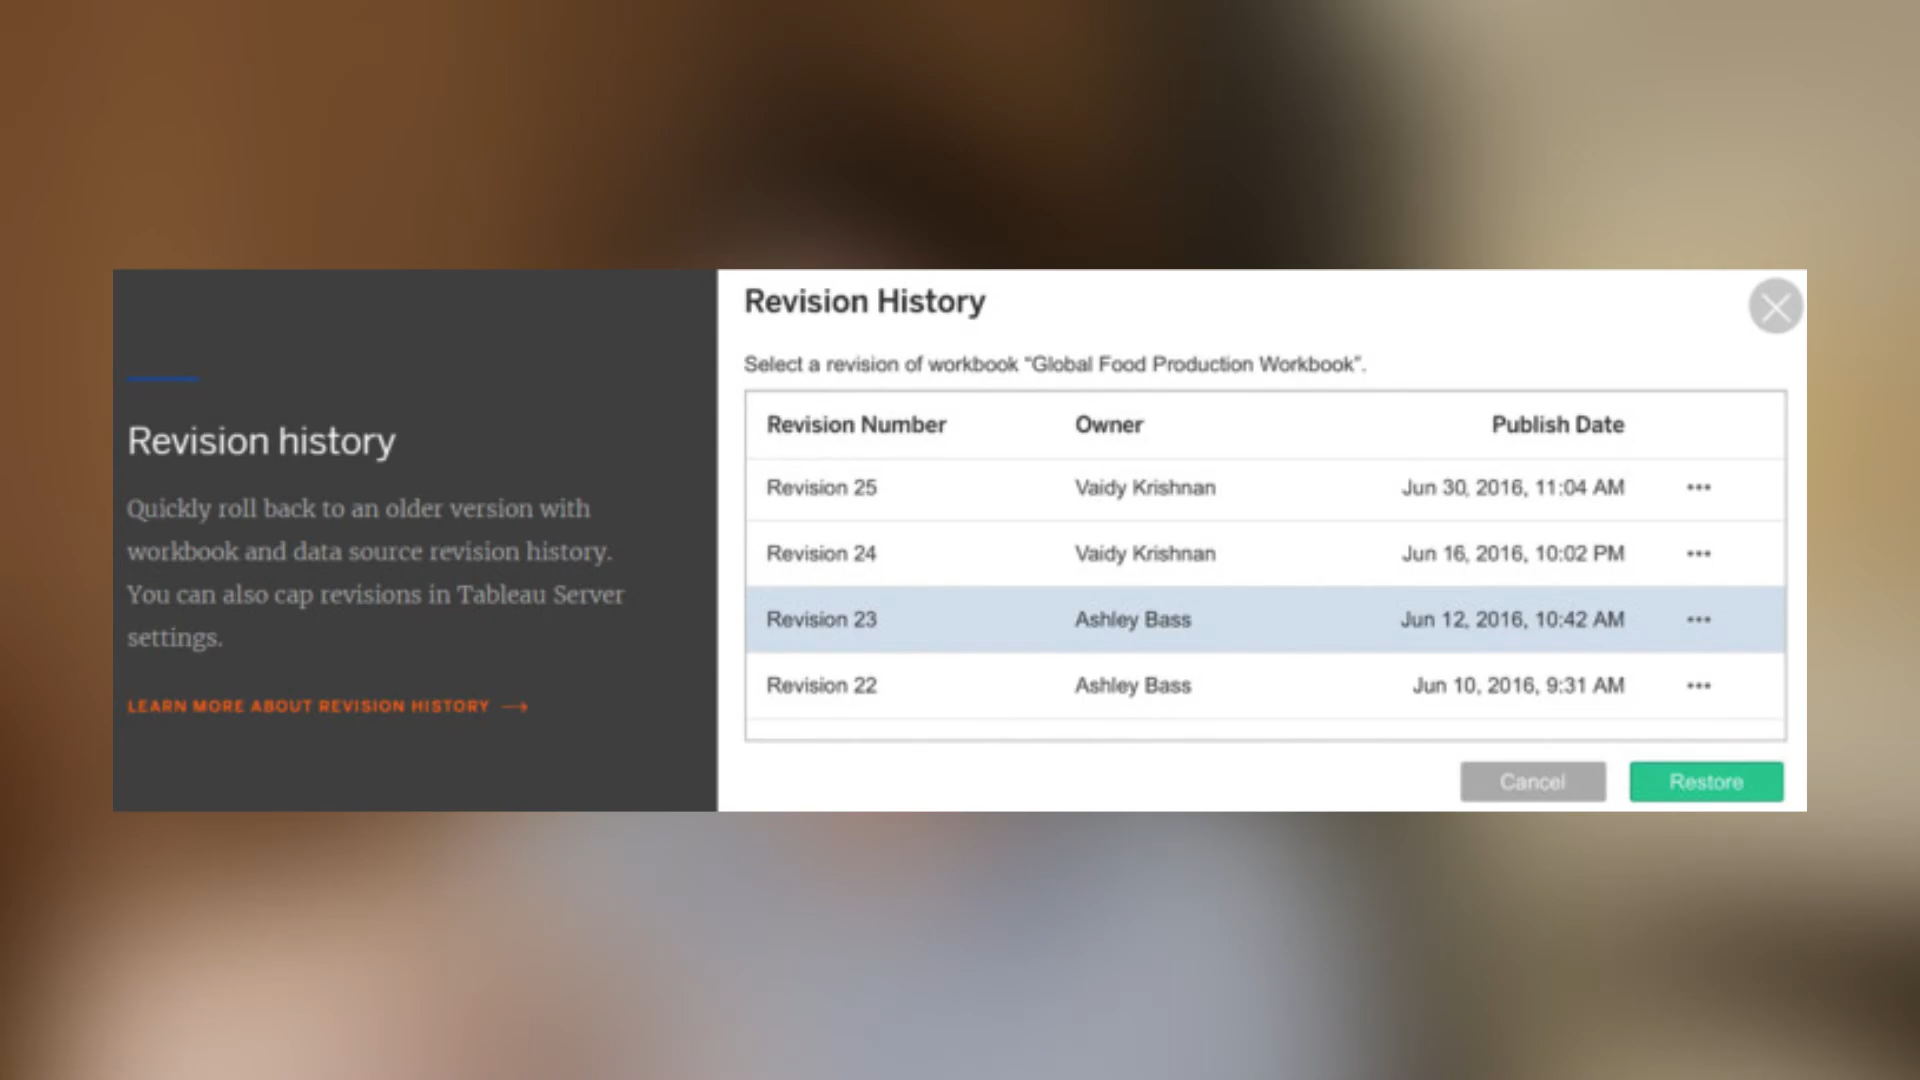 Revision history
Quickly roll back to an older version with
workbook and data source revision history.
You can also cap revisions in Tableau Server
settings.
LEARN MORE ABOUT REVISION HISTORY →
Revision History
Select a revision of workbook “Global Food Production Workbook”.
Revision Number Owner Publish Date
Revision 25 Vaidy Krishnan Jun 30, 2016, 11:04 AM •••
Revision 24 Vaidy Krishnan Jun 16, 2016, 10:02 PM •••
Revision 23 Ashley Bass Jun 12, 2016, 10:42 AM •••
Revision 22 Ashley Bass Jun 10, 2016, 9:31 AM •••
Cancel Restore